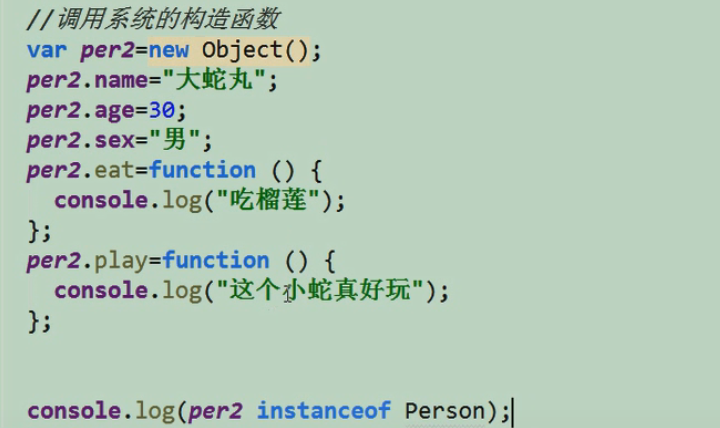 //调用系统的构造函数
var per2=new Object();
per2.name="大蛇丸";
per2.age=30;
per2.sex="男";
per2.eat=function () {
  console.log("吃榴莲");
};
per2.play=function () {
  console.log("这个小蛇真好玩");
};
console.log(per2 instanceof Person);